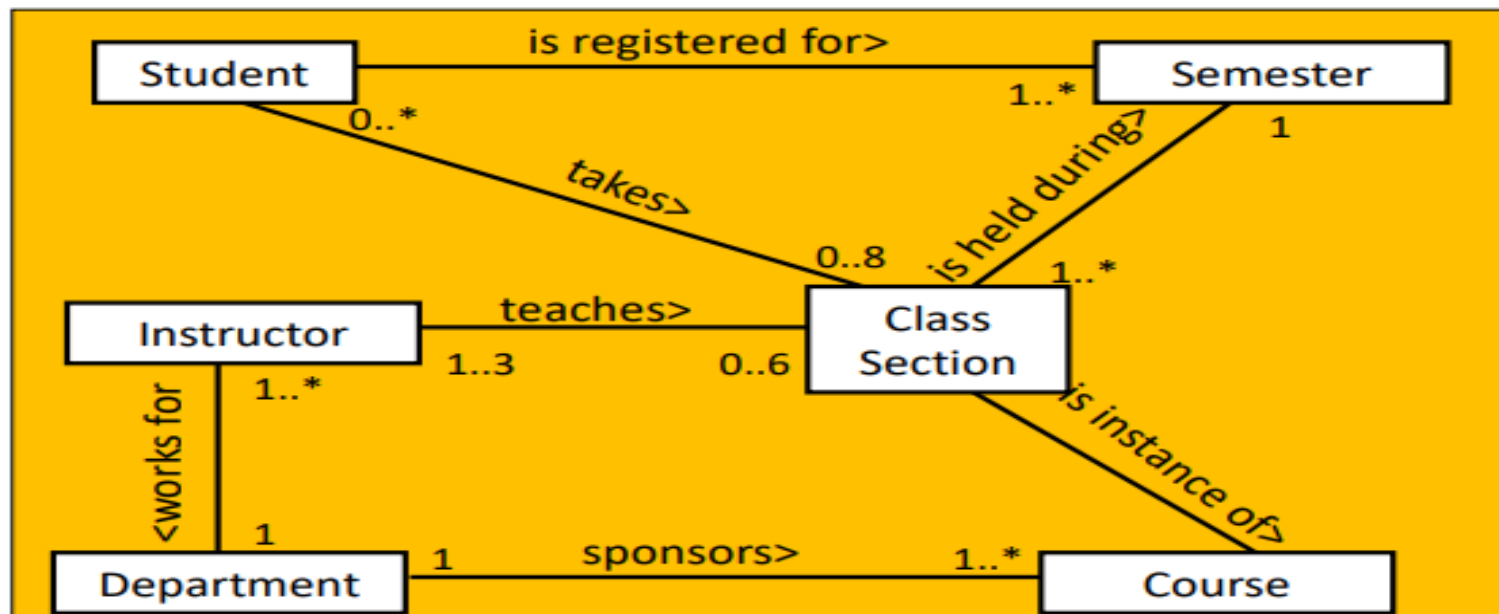 is registered for>
Student
Semester
0..*
1..*
1
takes>
is held during>
0..8
1..*
teaches>
Class
Section
Instructor
1..3
0..6
1..*
<works for
is instance of>
1
sponsors>
1
1..*
Department
Course